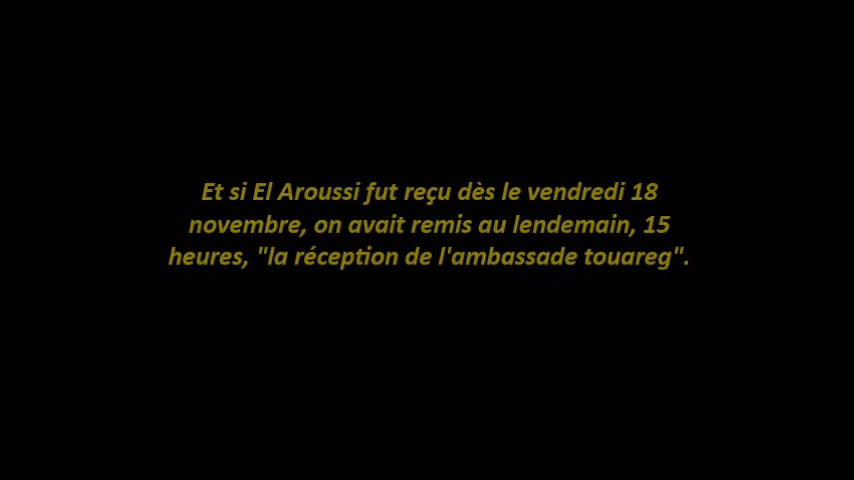 Et si El Aroussi fut reçu dès le vendredi 18
novembre, on avait remis au lendemain, 15
heures, "la réception de l'ambassade touareg".